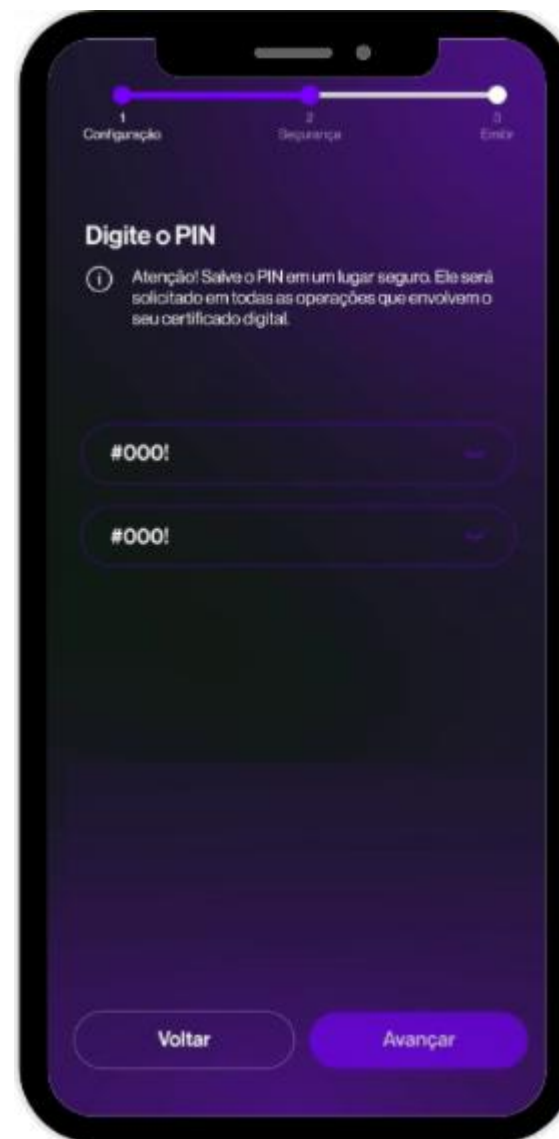 1 2 3
Configuração Segurança Emitir
Digite o PIN
Atenção! Salve o PIN em um lugar seguro. Ele será
solicitado em todas as operações que envolvem o
seu certificado digital.
#000!
#000!
Voltar Avançar